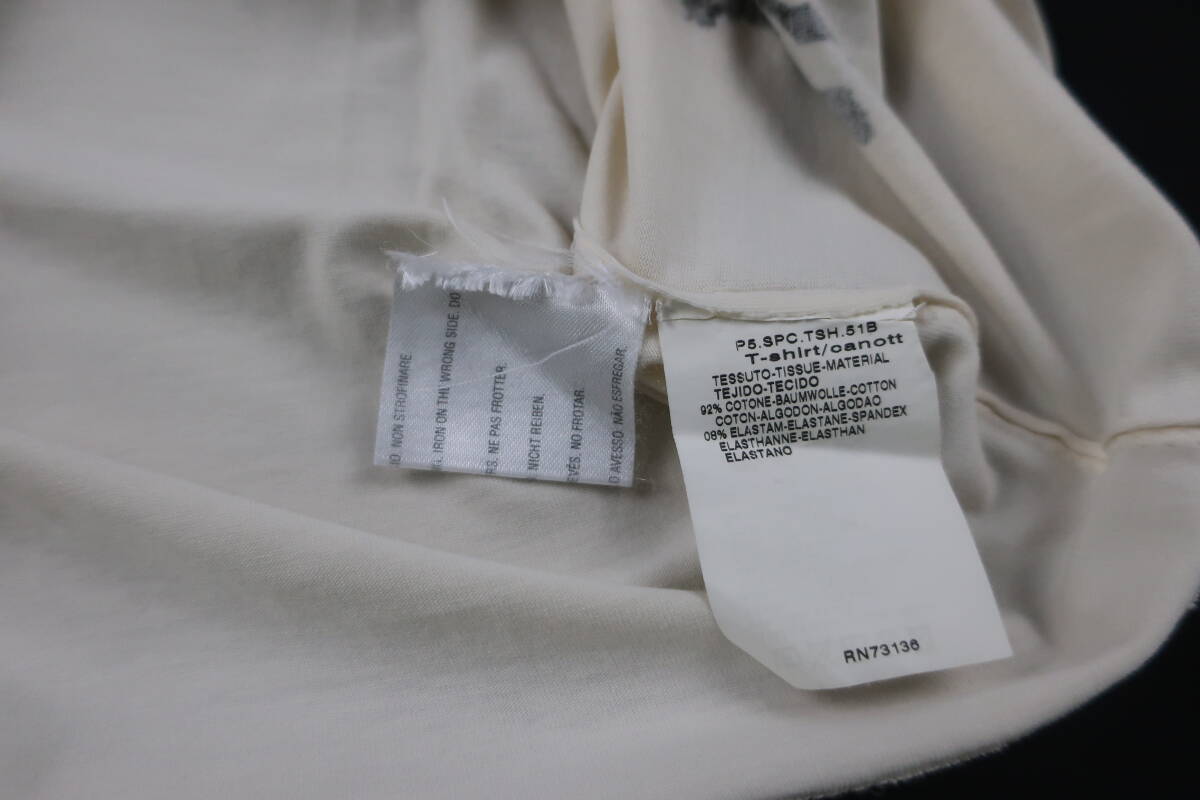 O NON STROFINARE
IRON ON THE WRONG SIDE. DO
NE PAS FROTTER.
NICHT REIBEN.
NO FROTAR.
O AVESSO. NÃO ESFREGAR.
P5.SPC.TSH.51B
T-shirt/canott
TESSUTO-TISSUE-MATERIAL
TEJIDO-TECIDO
92% COTONE-BAUMWOLLE-COTTON
COTON-ALGODON-ALGODAO
08% ELASTAM-ELASTANE-SPANDEX
ELASTHANNE-ELASTHAN
ELASTANO
RN73136